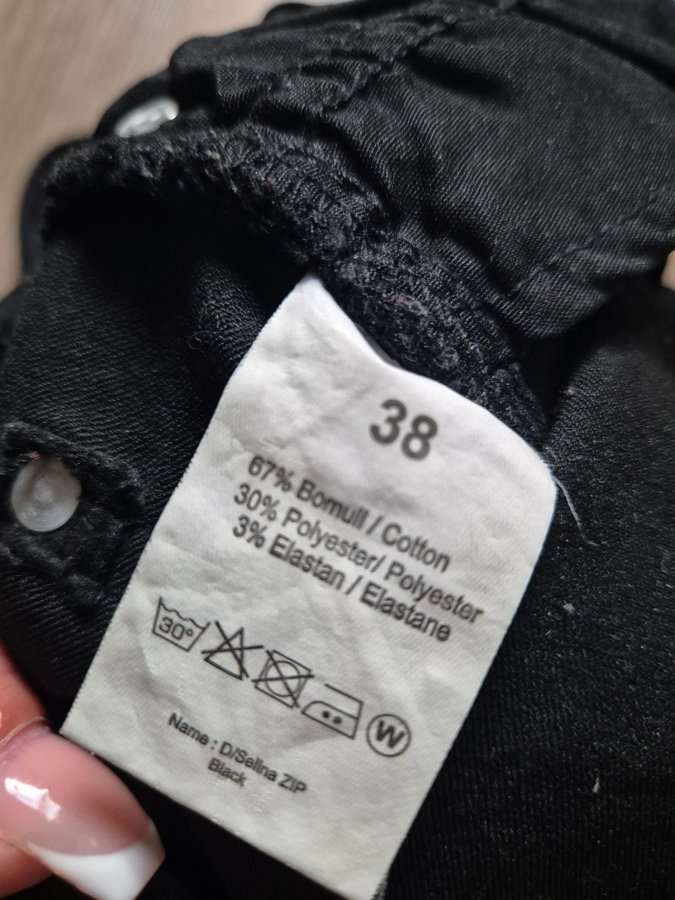 38
67% Bomull / Cotton
30% Polyester/ Polyester
3% Elastan / Elastane
30°
W
Name : D/Selina ZIP
Black